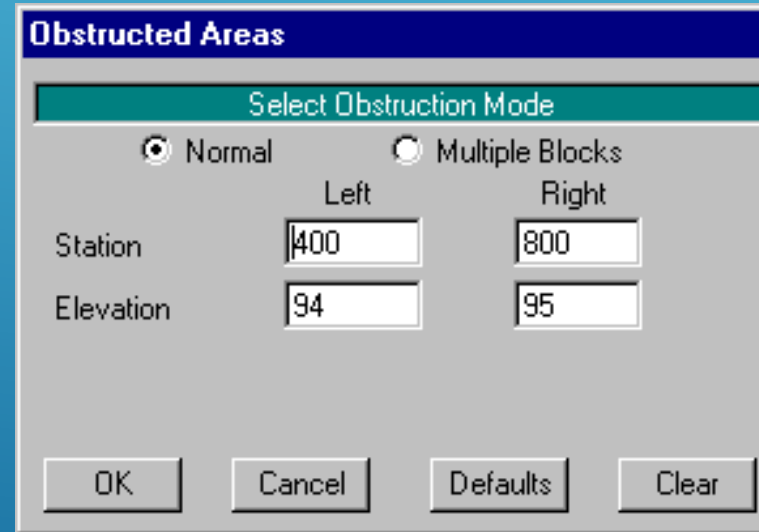 Obstructed Areas
Select Obstruction Mode
Normal Multiple Blocks
Left Right
Station 400 800
Elevation 94 95
OK Cancel Defaults Clear